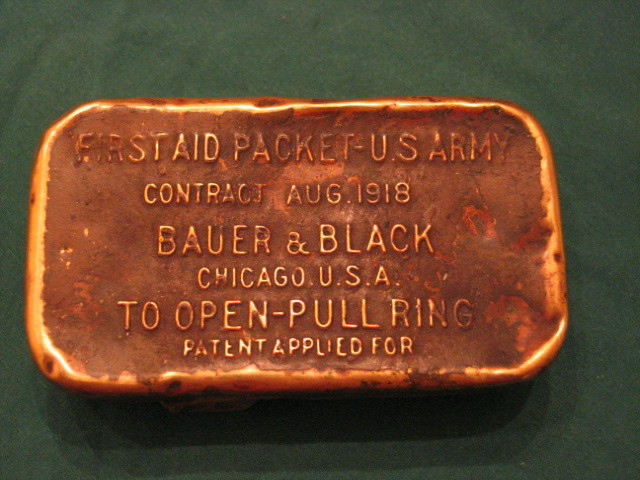 FIRST AID PACKET-U.S ARMY
CONTRACT AUG.1918
BAUER & BLACK
CHICAGO.U.S.A.
TO OPEN-PULL RING
PATENT APPLIED FOR